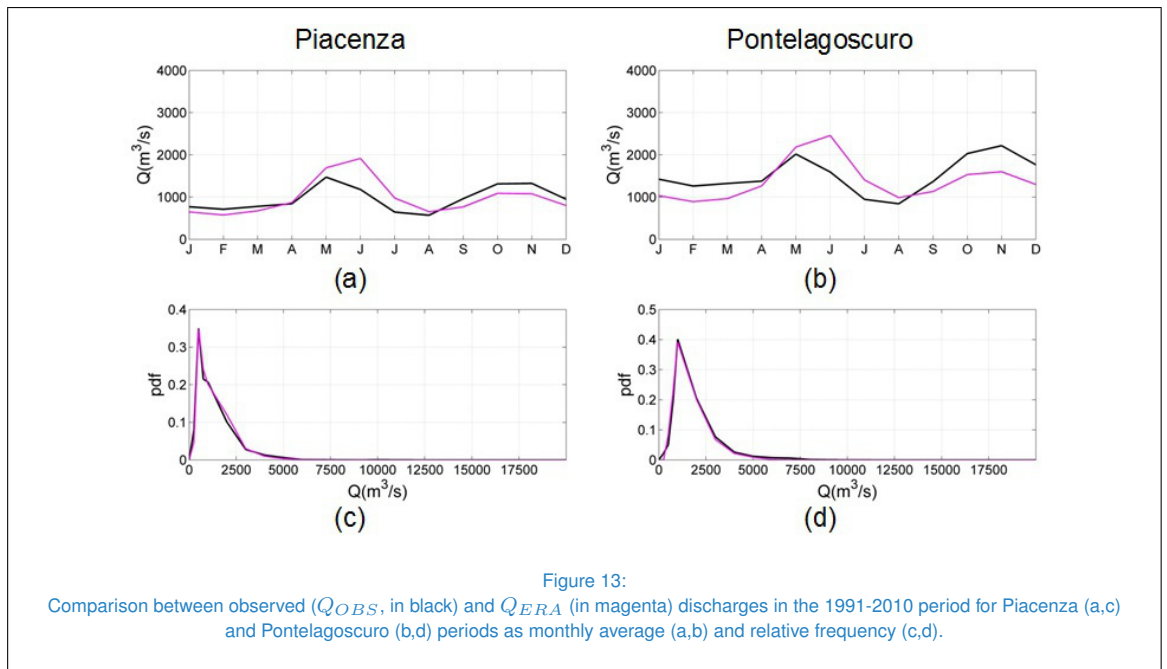 Piacenza
Pontelagoscuro
4000
3000
2000
1000
0
Q(m³/s)
J F M A M J J A S O N D
(a)
4000
3000
2000
1000
0
Q(m³/s)
J F M A M J J A S O N D
(b)
0.4
0.3
0.2
0.1
0
pdf
0 2500 5000 7500 10000 12500 15000 17500
Q(m³/s)
(c)
0.5
0.4
0.3
0.2
0.1
0
pdf
0 2500 5000 7500 10000 12500 15000 17500
Q(m³/s)
(d)
Figure 13:
Comparison between observed (Q_OBS, in black) and Q_ERA (in magenta) discharges in the 1991-2010 period for Piacenza (a,c)
and Pontelagoscuro (b,d) periods as monthly average (a,b) and relative frequency (c,d).